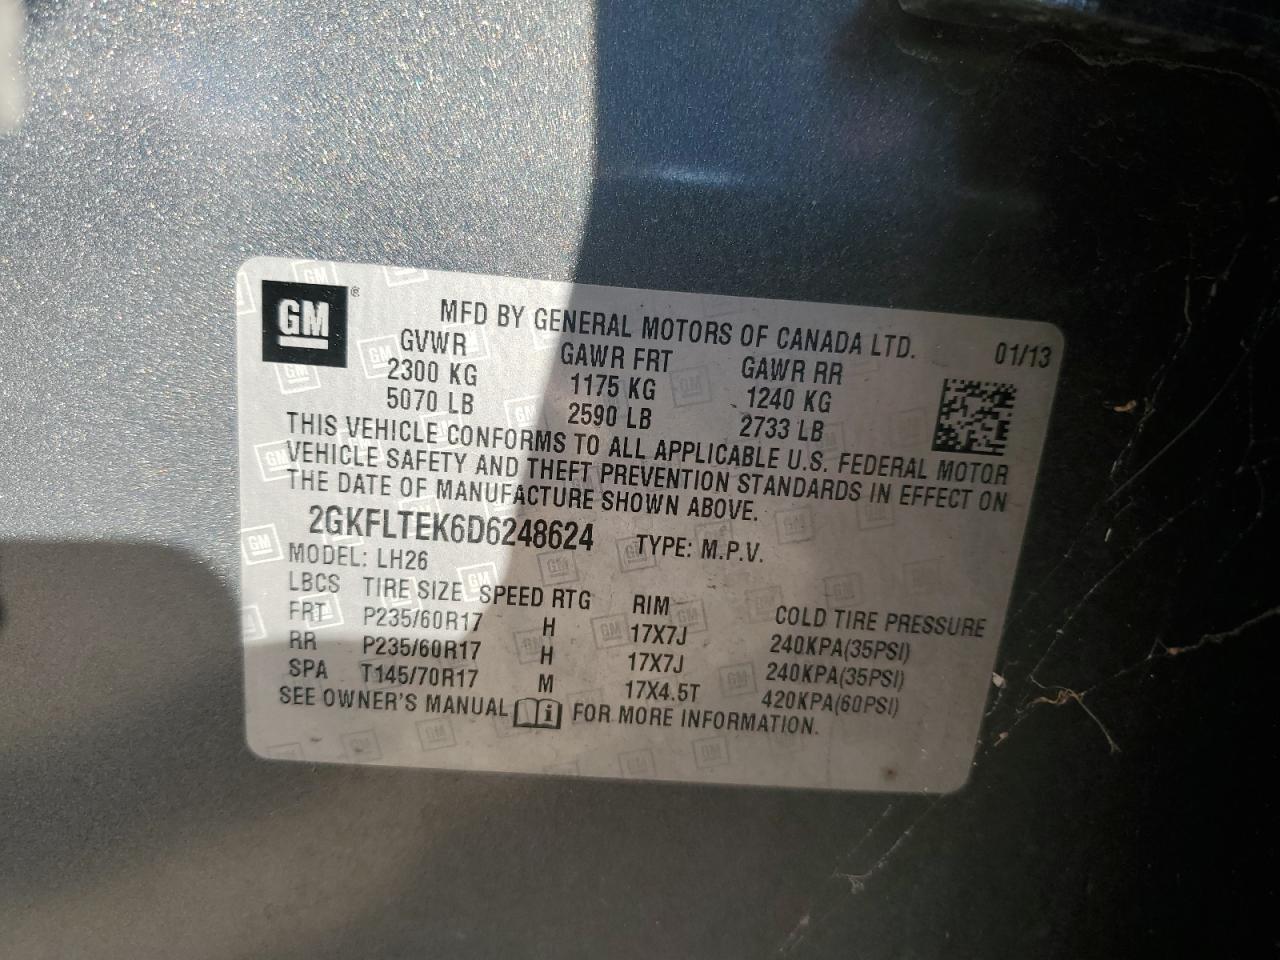 GM ®
MFD BY GENERAL MOTORS OF CANADA LTD.
01/13
GVWR GAWR FRT GAWR RR
2300 KG 1175 KG 1240 KG
5070 LB 2590 LB 2733 LB
THIS VEHICLE CONFORMS TO ALL APPLICABLE U.S. FEDERAL MOTOR
VEHICLE SAFETY AND THEFT PREVENTION STANDARDS IN EFFECT ON
THE DATE OF MANUFACTURE SHOWN ABOVE.
2GKFLTEK6D6248624 TYPE: M.P.V.
MODEL: LH26
LBCS TIRE SIZE SPEED RTG RIM COLD TIRE PRESSURE
FRT P235/60R17 H 17X7J 240KPA(35PSI)
RR P235/60R17 H 17X7J 240KPA(35PSI)
SPA T145/70R17 M 17X4.5T 420KPA(60PSI)
SEE OWNER'S MANUAL i FOR MORE INFORMATION.